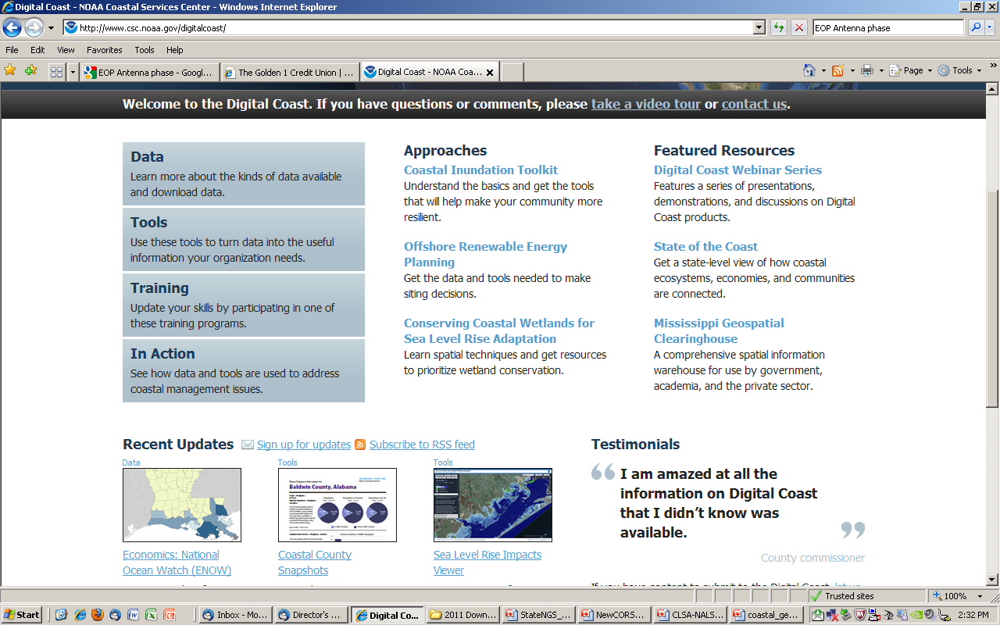 Digital Coast - NOAA Coastal Services Center - Windows Internet Explorer
http://www.csc.noaa.gov/digitalcoast/
EOP Antenna phase
File Edit View Favorites Tools Help
EOP Antenna phase - Googl...
The Golden 1 Credit Union | ...
Digital Coast - NOAA Coa...
Page
Tools
Welcome to the Digital Coast. If you have questions or comments, please take a video tour or contact us.
Data
Learn more about the kinds of data available
and download data.
Tools
Use these tools to turn data into the useful
information your organization needs.
Training
Update your skills by participating in one of
these training programs.
In Action
See how data and tools are used to address
coastal management issues.
Approaches
Coastal Inundation Toolkit
Understand the basics and get the tools
that will help make your community more
resilient.
Offshore Renewable Energy
Planning
Get the data and tools needed to make
siting decisions.
Conserving Coastal Wetlands for
Sea Level Rise Adaptation
Learn spatial techniques and get resources
to prioritize wetland conservation.
Featured Resources
Digital Coast Webinar Series
Features a series of presentations,
demonstrations, and discussions on Digital
Coast products.
State of the Coast
Get a state-level view of how coastal
ecosystems, economies, and communities
are connected.
Mississippi Geospatial
Clearinghouse
A comprehensive spatial information
warehouse for use by government,
academia, and the private sector.
Recent Updates
Sign up for updates
Subscribe to RSS feed
Data
Economics: National
Ocean Watch (ENOW)
Tools
Baldwin County, Alabama
Coastal County
Snapshots
Tools
Sea Level Rise Impacts
Viewer
Testimonials
“ I am amazed at all the
information on Digital Coast
that I didn’t know was
available. ”
County commissioner
If you have content to submit to the Digital Coast, let us
Trusted sites
100%
Start
Inbox - Mo...
Director's ...
Digital Co...
2011 Down...
StateNGS_...
NewCORS...
CLSA-NALS...
coastal_ge...
2:32 PM